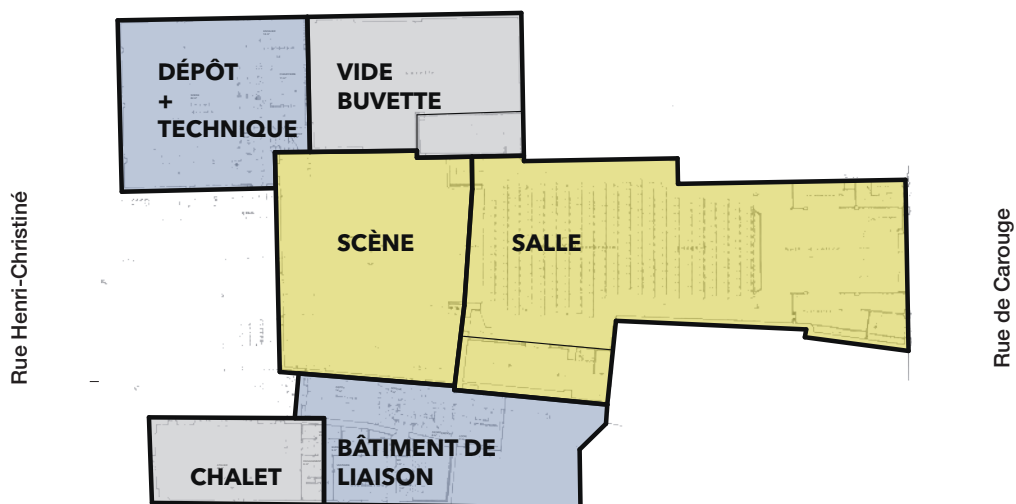 DÉPÔT
+
TECHNIQUE
VIDE
BUVETTE
Rue Henri-Christiné
SCÈNE
SALLE
Rue de Carouge
CHALET
BÂTIMENT DE
LIAISON